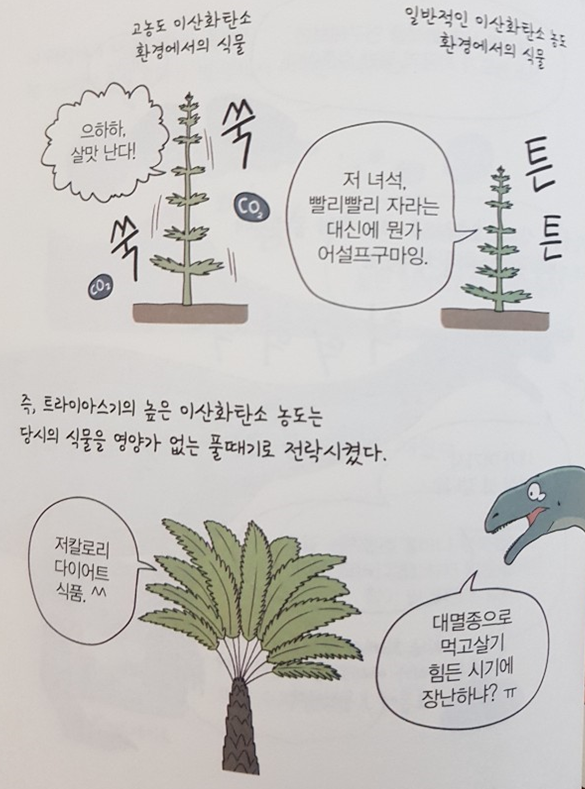 고농도 이산화탄소
환경에서의 식물
일반적인 이산화탄소 농도
환경에서의 식물
으하하,
살맛 난다!
쑥
CO₂
쑥
CO₂
저 녀석,
빨리빨리 자라는
대신에 뭔가
어설프구마잉.
튼
튼
즉, 트라이아스기의 높은 이산화탄소 농도는
당시의 식물을 영양가 없는 풀때기로 전락시켰다.
저칼로리
다이어트
식품. ^^
대멸종으로
먹고살기
힘든 시기에
장난하냐? ㅠ